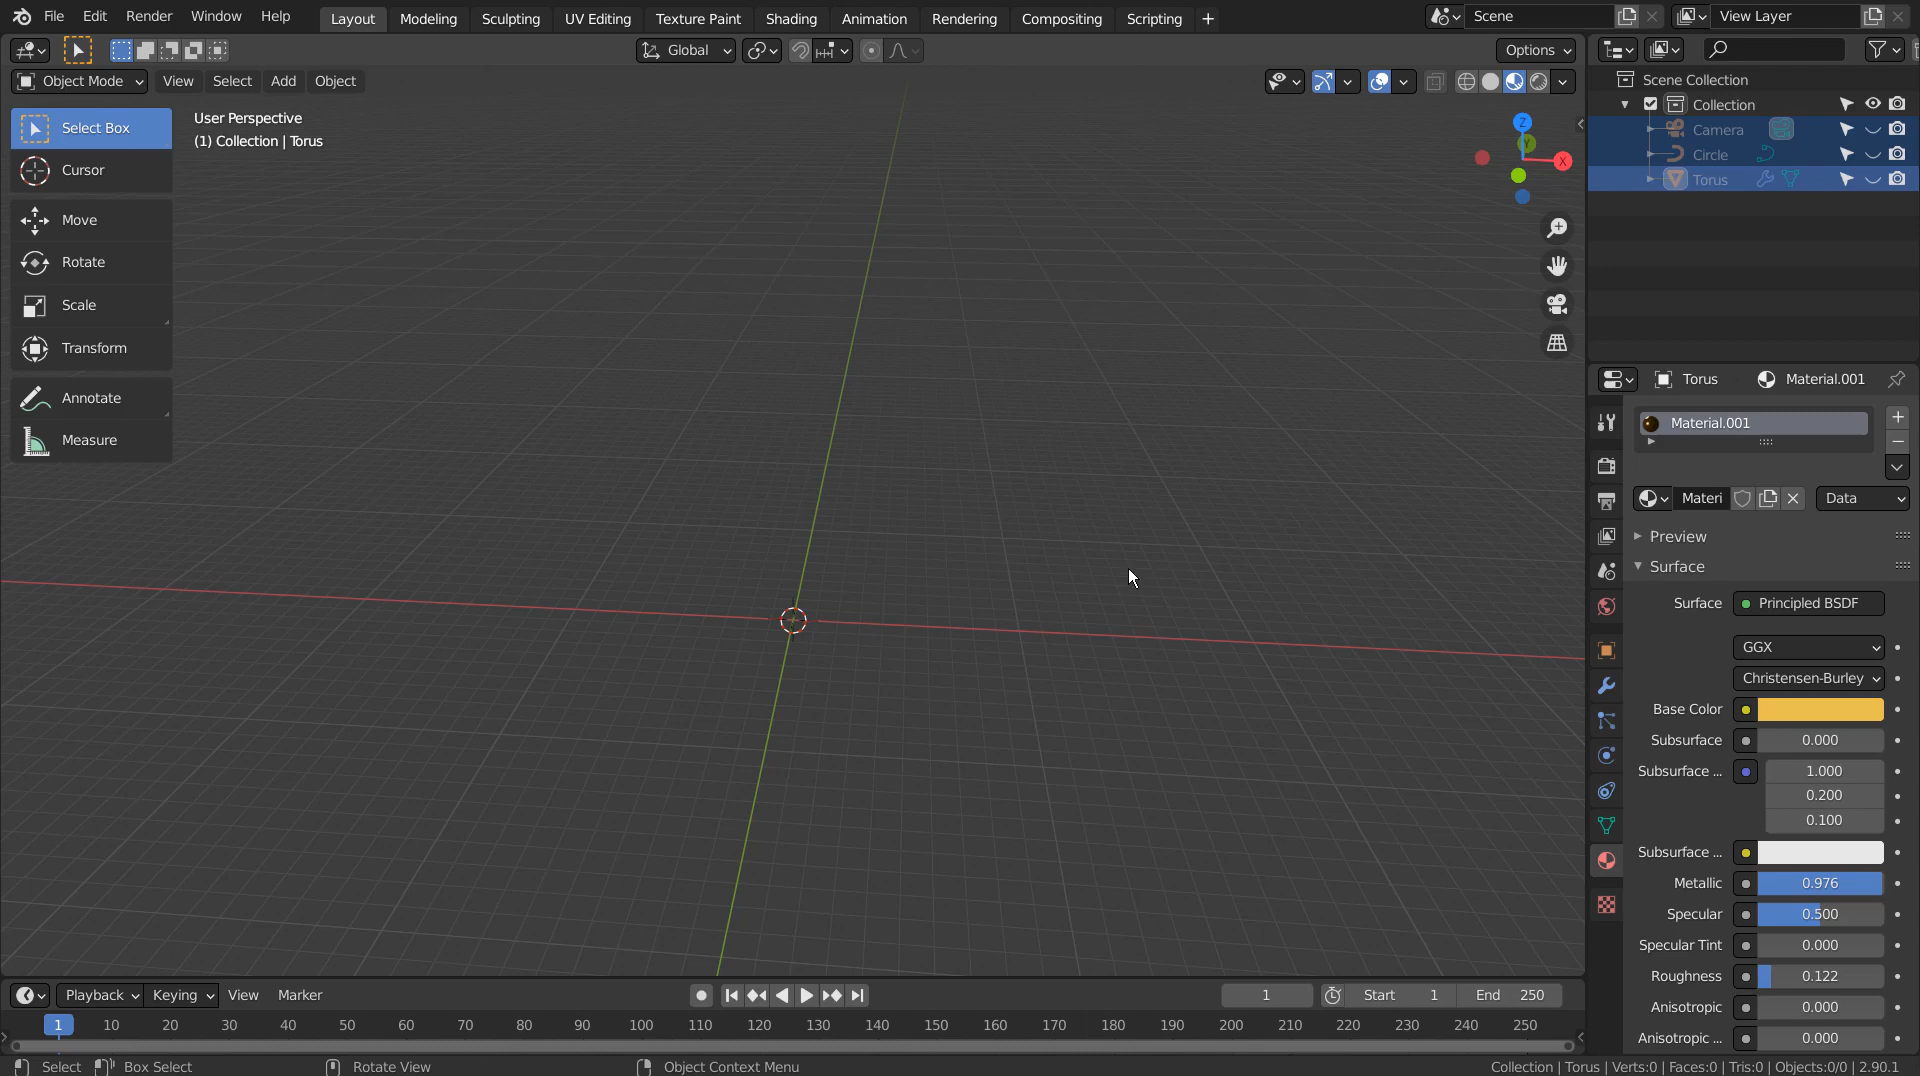 File Edit Render Window Help Layout Modeling Sculpting UV Editing Texture Paint Shading Animation Rendering Compositing Scripting + Scene View Layer
Global Options
Object Mode View Select Add Object
Select Box
Cursor
Move
Rotate
Scale
Transform
Annotate
Measure
User Perspective
(1) Collection | Torus
Z
Y
X
Scene Collection
Collection
Camera
Circle
Torus
Torus Material.001
Material.001
Materi Data
Preview
Surface
Surface Principled BSDF
GGX
Christensen-Burley
Base Color
Subsurface 0.000
Subsurface ... 1.000
0.200
0.100
Subsurface ...
Metallic 0.976
Specular 0.500
Specular Tint 0.000
Roughness 0.122
Anisotropic 0.000
Anisotropic ... 0.000
Playback Keying View Marker 1 Start 1 End 250
1 10 20 30 40 50 60 70 80 90 100 110 120 130 140 150 160 170 180 190 200 210 220 230 240 250
Select Box Select Rotate View Object Context Menu Collection | Torus | Verts:0 | Faces:0 | Tris:0 | Objects:0/0 | 2.90.1